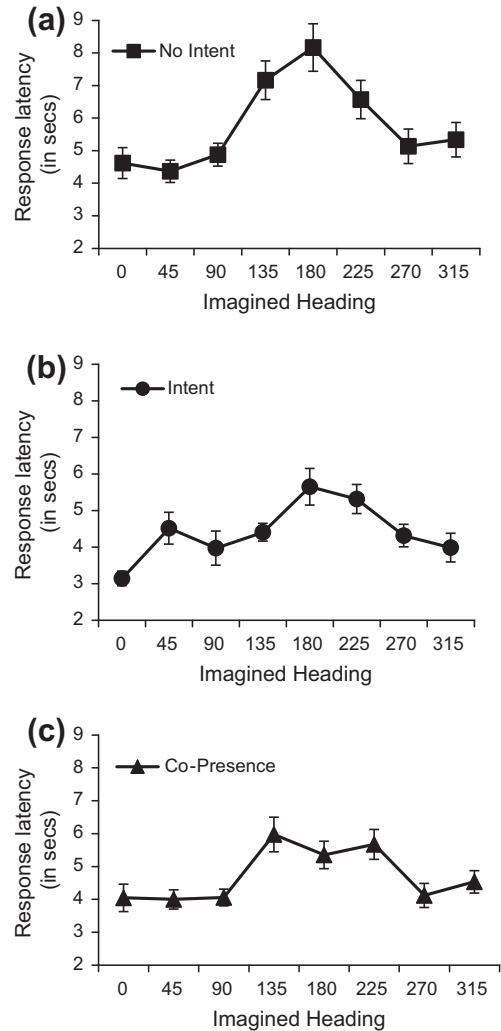 (a)
No Intent
Response latency
(in secs)
9
8
7
6
5
4
3
2
0 45 90 135 180 225 270 315
Imagined Heading
(b)
Intent
Response latency
(in secs)
9
8
7
6
5
4
3
2
0 45 90 135 180 225 270 315
Imagined Heading
(c)
Co-Presence
Response latency
(in secs)
9
8
7
6
5
4
3
2
0 45 90 135 180 225 270 315
Imagined Heading